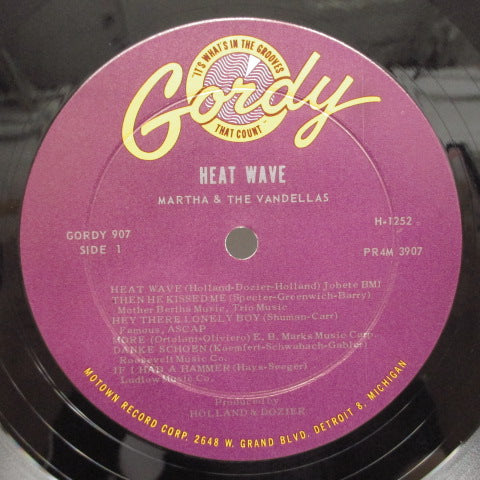 "IT'S WHAT'S IN THE GROOVES
Gordy
THAT COUNT"
HEAT WAVE
MARTHA & THE VANDELLAS
GORDY 907
SIDE 1
H-1252
PR4M 3907
HEAT WAVE (Holland-Dozier-Holland) Jobete BMI
THEN HE KISSED ME (Specter-Greenwich-Barry)
Mother Bertha Music, Trio Music
HEY THERE LONELY BOY (Shuman-Carr)
Famous, ASCAP
MORE (Ortolani-Oliviero) E. B. Marks Music Corp.
DANKE SCHOEN (Kaempfert-Schwabach-Gabler)
Roosevelt Music Co.
IF I HAD A HAMMER (Hays-Seeger)
Ludlow Music Co.
Produced by
HOLLAND & DOZIER
MOTOWN RECORD CORP. 2648 W. GRAND BLVD. DETROIT 8, MICHIGAN